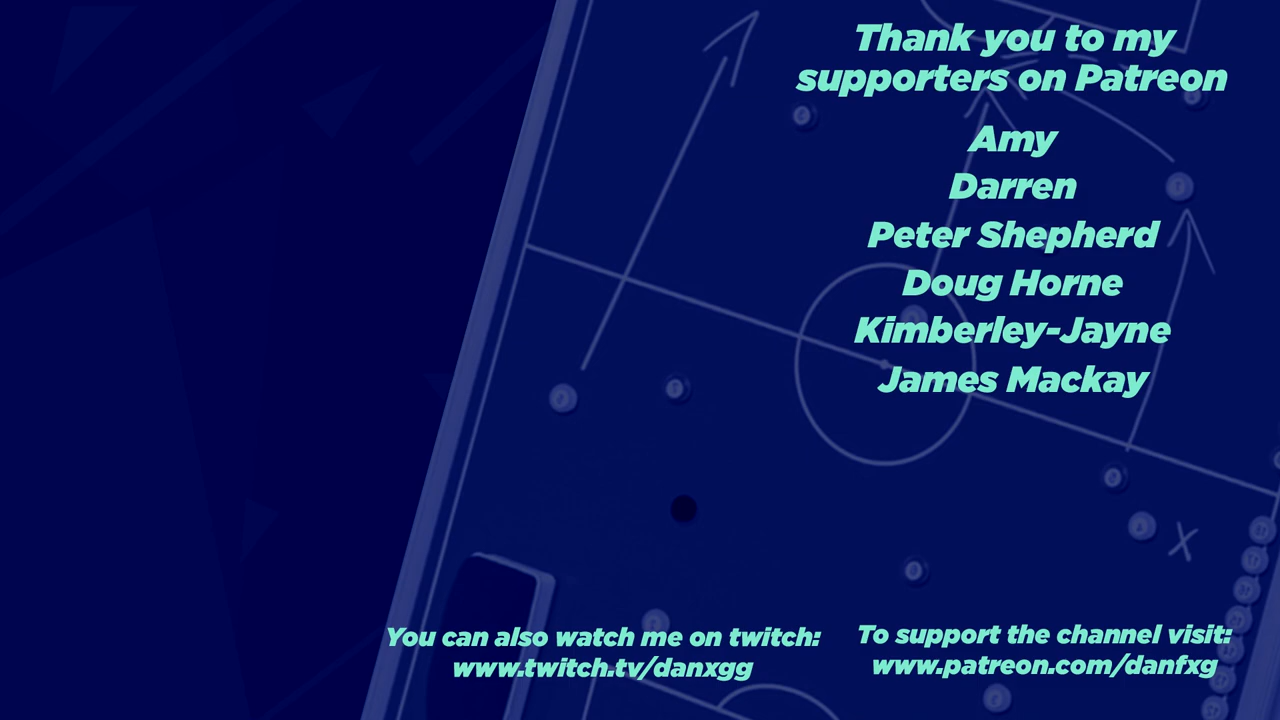 Thank you to my
supporters on Patreon
Amy
Darren
Peter Shepherd
Doug Horne
Kimberley-Jayne
James Mackay
You can also watch me on twitch:
www.twitch.tv/danxgg
To support the channel visit:
www.patreon.com/danfxg